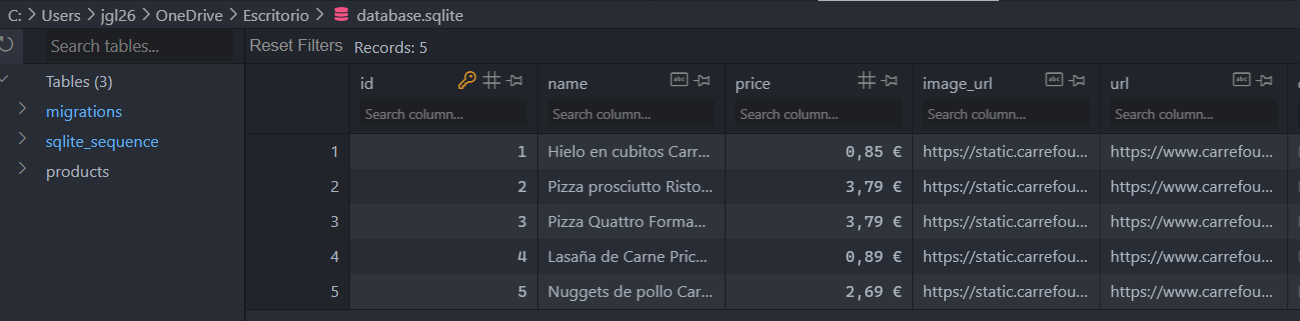 C: > Users > jgl26 > OneDrive > Escritorio > database.sqlite
Search tables...
Reset Filters Records: 5
Tables (3)
migrations
sqlite_sequence
products
id name price image_url url
Search column... Search column... Search column... Search column... Search column...
1 1 Hielo en cubitos Carr... 0,85 € https://static.carrefou... https://www.carrefou...
2 2 Pizza prosciutto Risto... 3,79 € https://static.carrefou... https://www.carrefou...
3 3 Pizza Quattro Forma... 3,79 € https://static.carrefou... https://www.carrefou...
4 4 Lasaña de Carne Pric... 0,89 € https://static.carrefou... https://www.carrefou...
5 5 Nuggets de pollo Car... 2,69 € https://static.carrefou... https://www.carrefou...